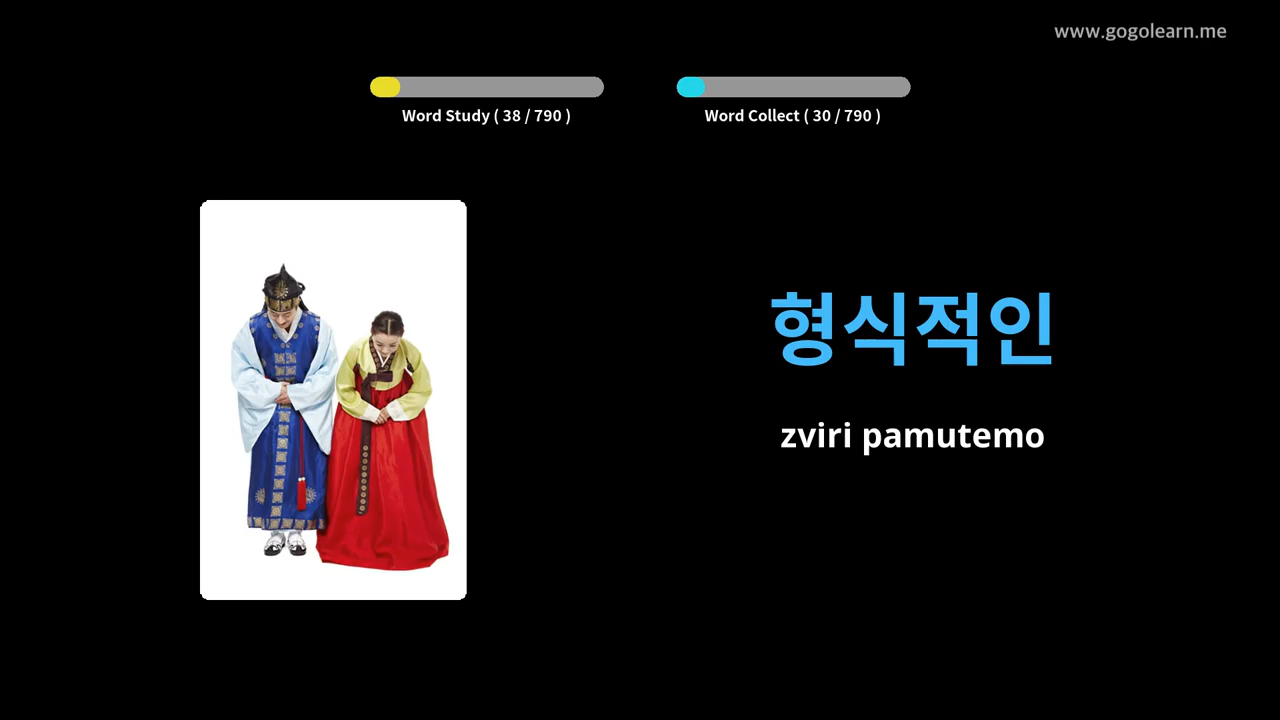 www.gogolearn.me
Word Study ( 38 / 790 )
Word Collect ( 30 / 790 )
형식적인
zviri pamutemo